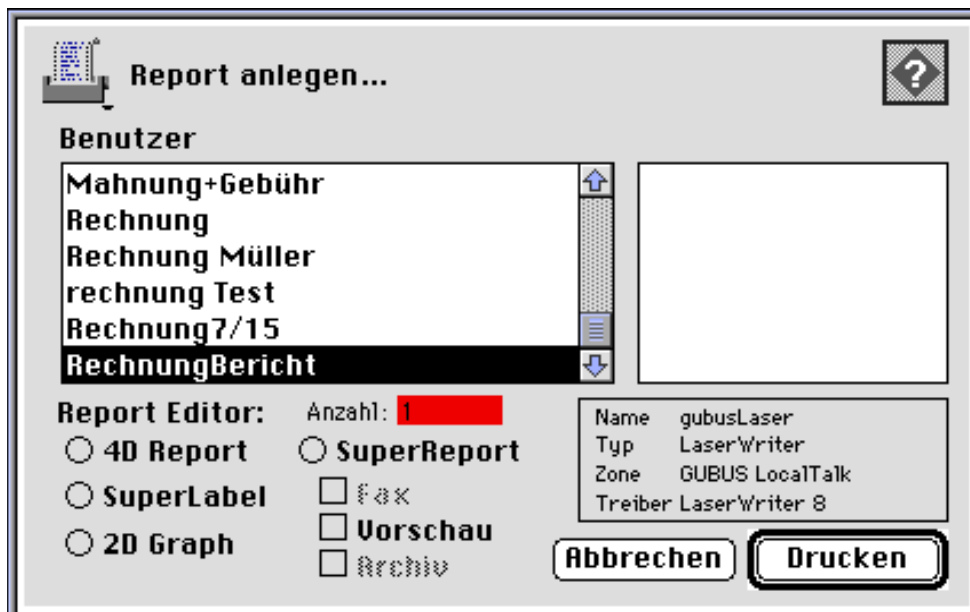 Report anlegen...
?
Benutzer
Mahnung+Gebühr
Rechnung
Rechnung Müller
rechnung Test
Rechnung7/15
RechnungBericht
Report Editor:
Anzahl: 1
4D Report
SuperReport
SuperLabel
Fax
Vorschau
2D Graph
Archiv
Name gubusLaser
Typ LaserWriter
Zone GUBUS LocalTalk
Treiber LaserWriter 8
Abbrechen
Drucken